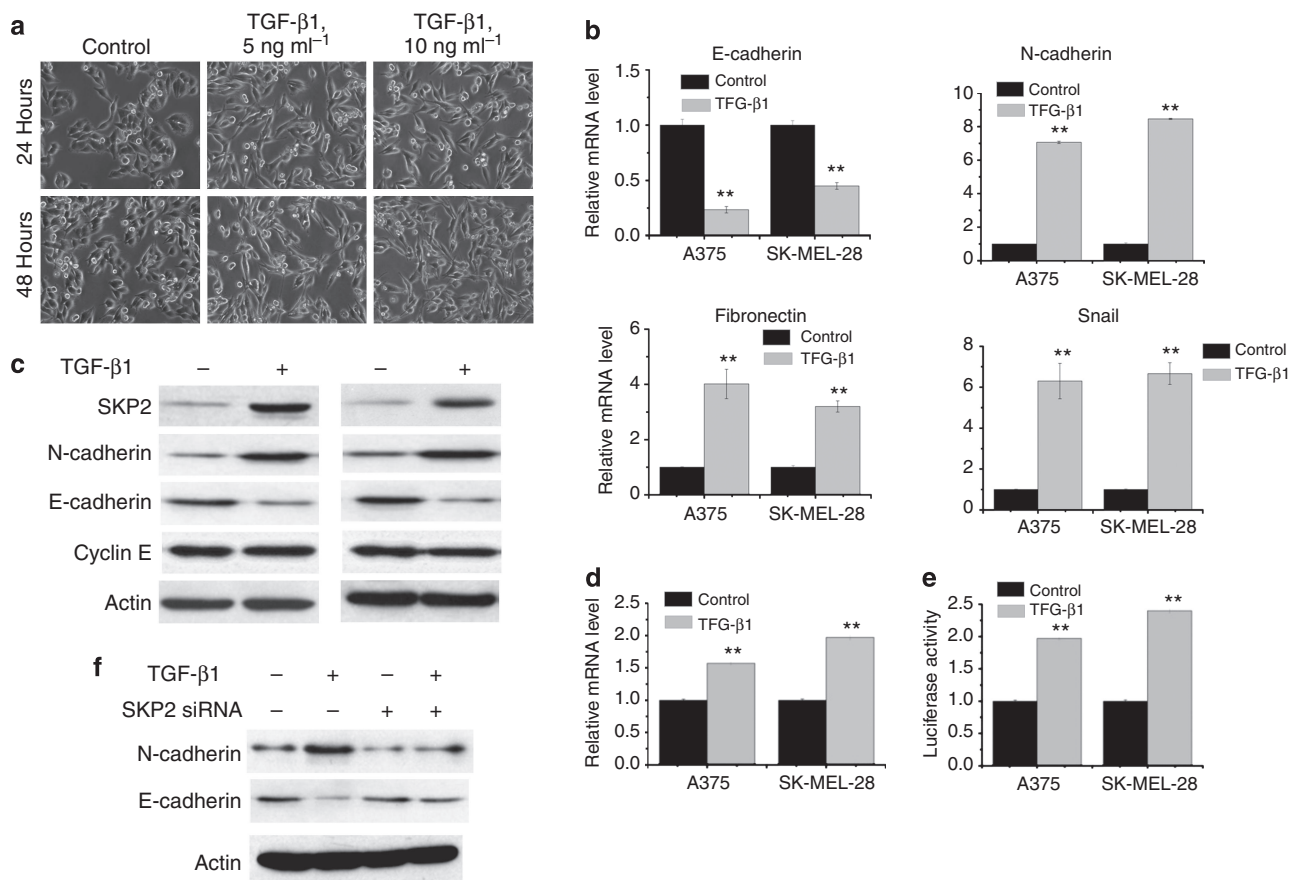 a
Control
TGF-β1,
5 ng ml⁻¹
TGF-β1,
10 ng ml⁻¹
24 Hours
48 Hours
b
E-cadherin
Control
TFG-β1
Relative mRNA level
1.5
1.0
0.5
0.0
**
**
A375
SK-MEL-28
N-cadherin
Control
TFG-β1
10
8
6
4
2
0
**
**
A375
SK-MEL-28
Fibronectin
Control
TFG-β1
Relative mRNA level
6
4
2
0
**
**
A375
SK-MEL-28
Snail
Control
TFG-β1
8
6
4
2
0
**
**
A375
SK-MEL-28
c
TGF-β1 – + – +
SKP2
N-cadherin
E-cadherin
Cyclin E
Actin
d
Control
TFG-β1
Relative mRNA level
2.5
2.0
1.5
1.0
0.5
0.0
**
**
A375
SK-MEL-28
e
Control
TFG-β1
Luciferase activity
2.5
2.0
1.5
1.0
0.5
0.0
**
**
A375
SK-MEL-28
f
TGF-β1 – + – +
SKP2 siRNA – – + +
N-cadherin
E-cadherin
Actin